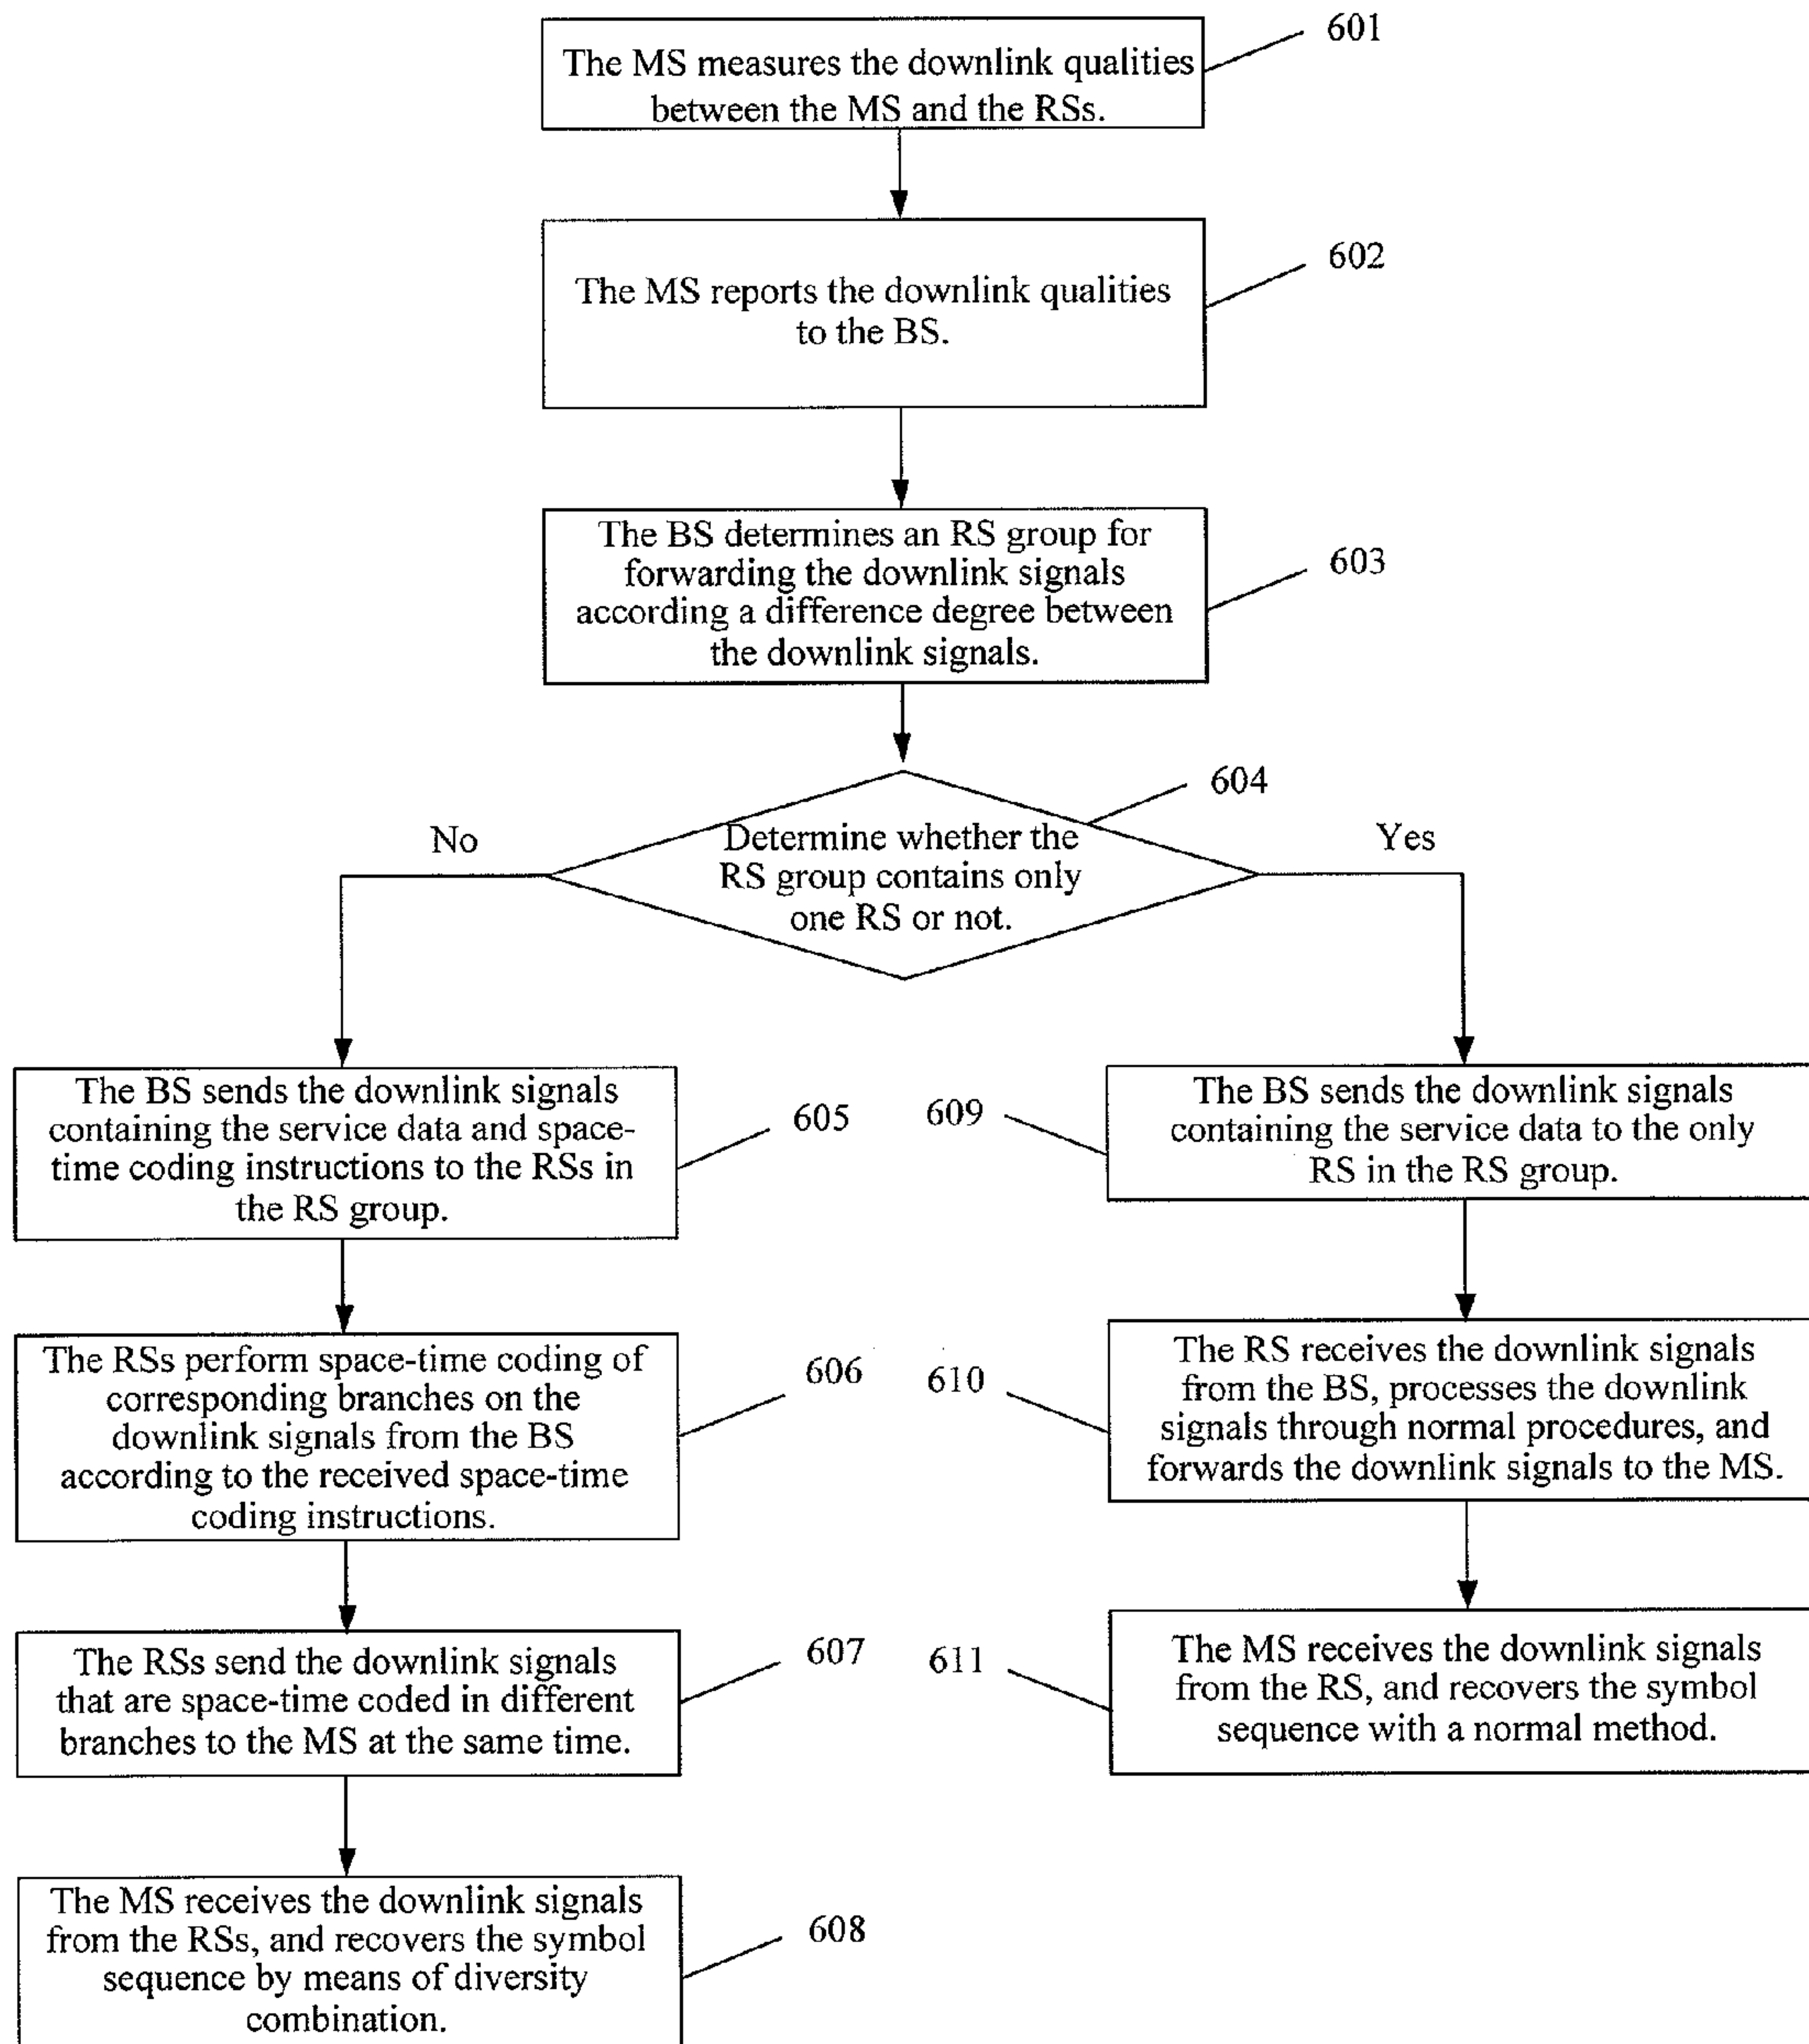 601
The MS measures the downlink qualities
between the MS and the RSs.
602
The MS reports the downlink qualities
to the BS.
603
The BS determines an RS group for
forwarding the downlink signals
according a difference degree between
the downlink signals.
604
No
Determine whether the
RS group contains only
one RS or not.
Yes
The BS sends the downlink signals
containing the service data and space-
time coding instructions to the RSs in
the RS group.
605
609
The BS sends the downlink signals
containing the service data to the only
RS in the RS group.
The RSs perform space-time coding of
corresponding branches on the
downlink signals from the BS
according to the received space-time
coding instructions.
606
610
The RS receives the downlink signals
from the BS, processes the downlink
signals through normal procedures, and
forwards the downlink signals to the MS.
The RSs send the downlink signals
that are space-time coded in different
branches to the MS at the same time.
607
611
The MS receives the downlink signals
from the RS, and recovers the symbol
sequence with a normal method.
The MS receives the downlink signals
from the RSs, and recovers the symbol
sequence by means of diversity
combination.
608